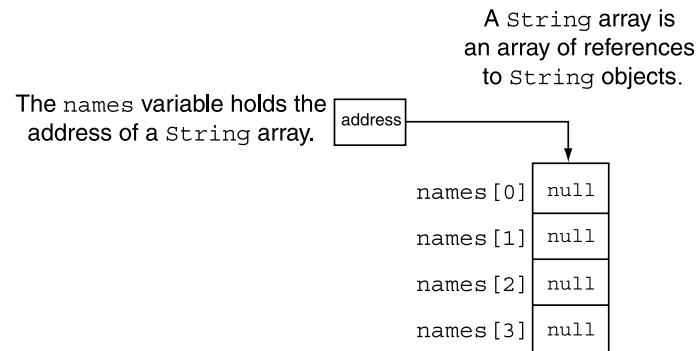 A String array is
an array of references
to String objects.
The names variable holds the
address of a String array.
address
names[0] null
names[1] null
names[2] null
names[3] null